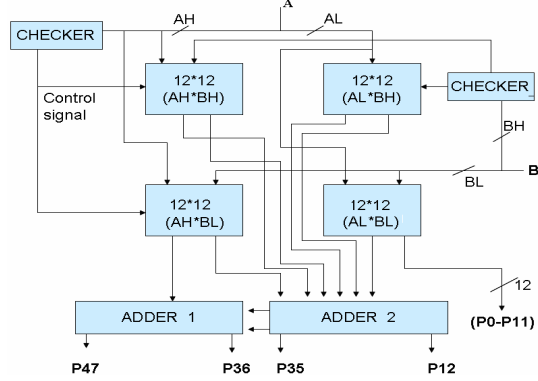 A
CHECKER
AH
AL
12*12
(AH*BH)
12*12
(AL*BH)
CHECKER
Control
signal
BH
B
BL
12*12
(AH*BL)
12*12
(AL*BL)
12
(P0-P11)
ADDER 1
ADDER 2
P47
P36
P35
P12